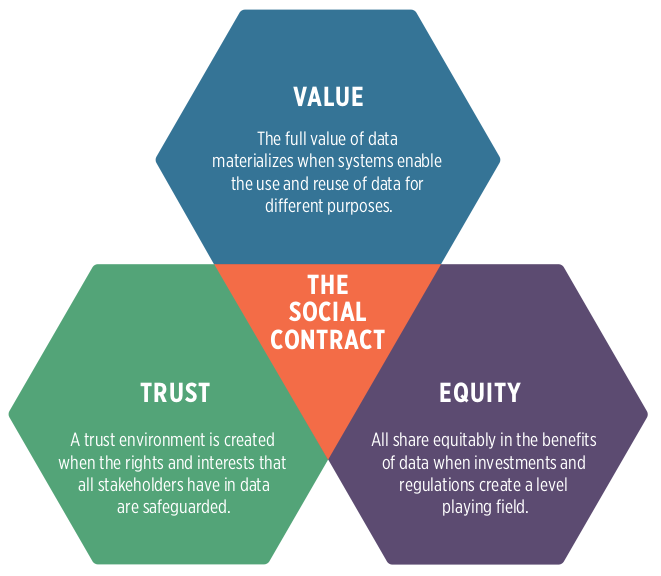 VALUE
The full value of data
materializes when systems enable
the use and reuse of data for
different purposes.
THE
SOCIAL
CONTRACT
TRUST
A trust environment is created
when the rights and interests that
all stakeholders have in data
are safeguarded.
EQUITY
All share equitably in the benefits
of data when investments and
regulations create a level
playing field.